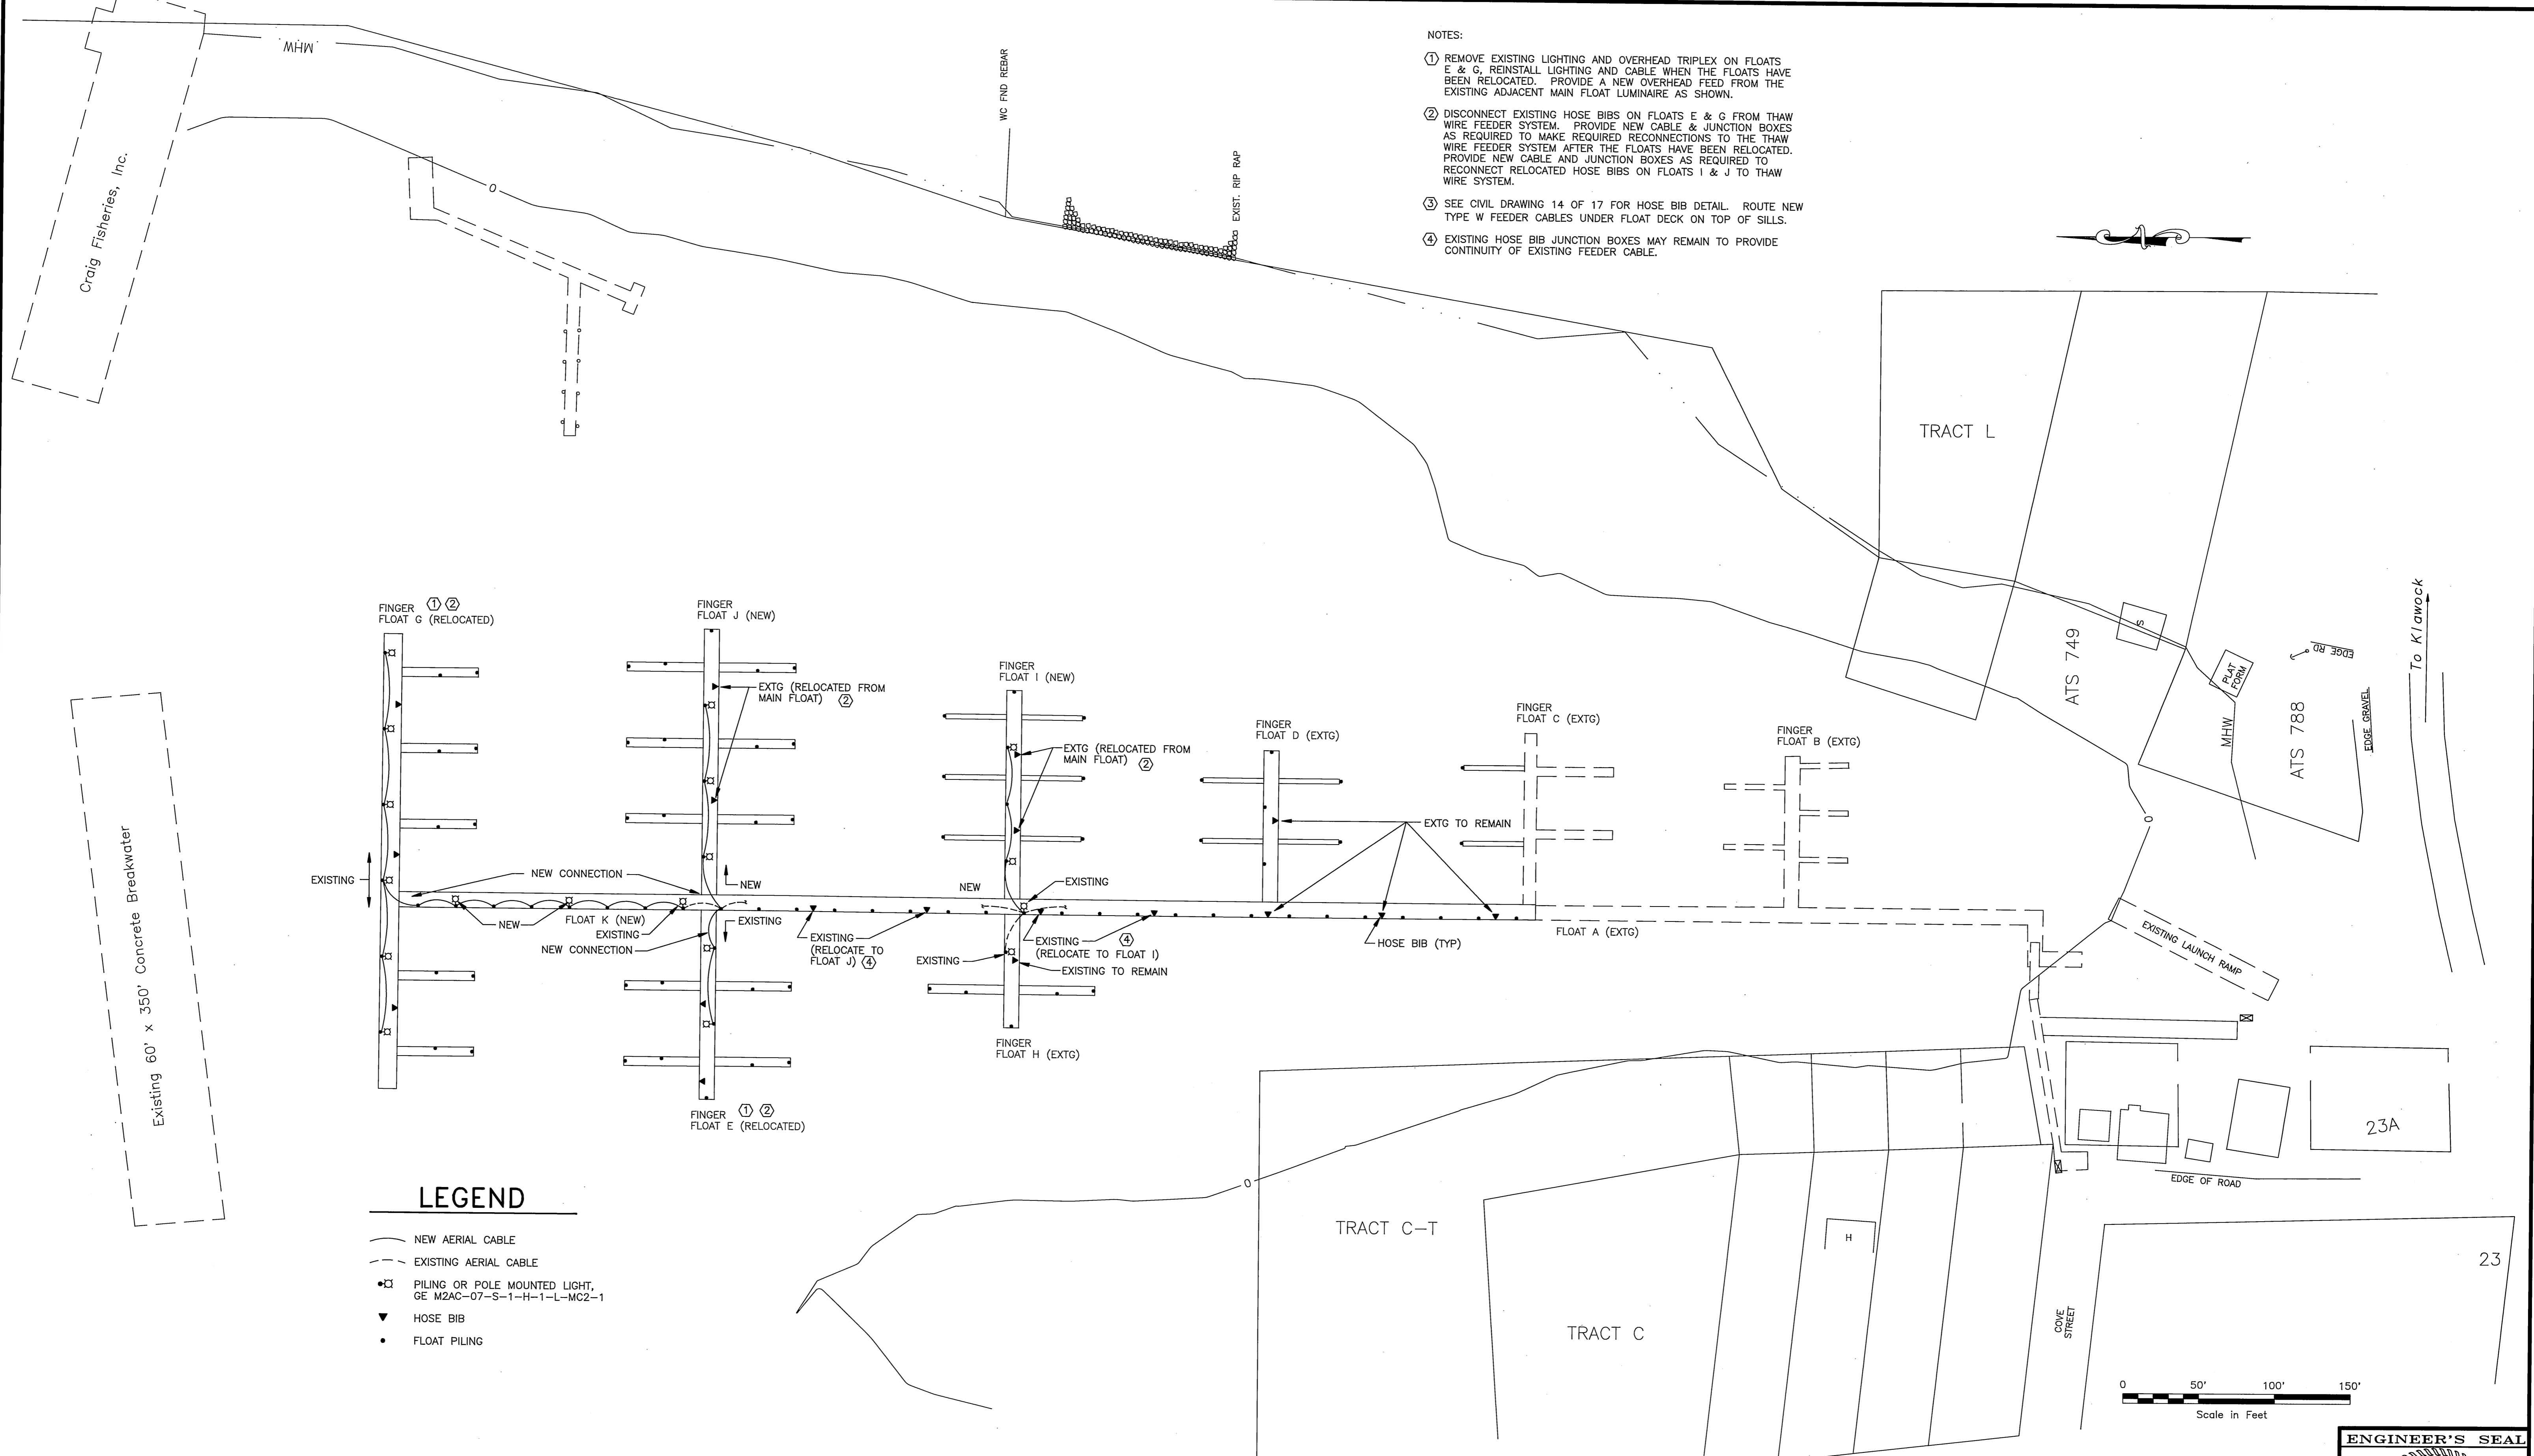 NOTES:
1 REMOVE EXISTING LIGHTING AND OVERHEAD TRIPLEX ON FLOATS
E & G, REINSTALL LIGHTING AND CABLE WHEN THE FLOATS HAVE
BEEN RELOCATED. PROVIDE A NEW OVERHEAD FEED FROM THE
EXISTING ADJACENT MAIN FLOAT LUMINAIRE AS SHOWN.
2 DISCONNECT EXISTING HOSE BIBS ON FLOATS E & G FROM THAW
WIRE FEEDER SYSTEM. PROVIDE NEW CABLE & JUNCTION BOXES
AS REQUIRED TO MAKE REQUIRED RECONNECTIONS TO THE THAW
WIRE FEEDER SYSTEM AFTER THE FLOATS HAVE BEEN RELOCATED.
PROVIDE NEW CABLE AND JUNCTION BOXES AS REQUIRED TO
RECONNECT RELOCATED HOSE BIBS ON FLOATS I & J TO THAW
WIRE SYSTEM.
3 SEE CIVIL DRAWING 14 OF 17 FOR HOSE BIB DETAIL. ROUTE NEW
TYPE W FEEDER CABLES UNDER FLOAT DECK ON TOP OF SILLS.
4 EXISTING HOSE BIB JUNCTION BOXES MAY REMAIN TO PROVIDE
CONTINUITY OF EXISTING FEEDER CABLE.
MHW
Craig Fisheries, Inc.
0
WC FND REBAR
EXIST. RIP RAP
TRACT L
ATS 749
S
PLAT
FORM
MHW
ATS 788
EDGE RD
EDGE GRAVEL
To Klawock
0
FINGER 1 2
FLOAT G (RELOCATED)
FINGER
FLOAT J (NEW)
EXTG (RELOCATED FROM
MAIN FLOAT) 2
FINGER
FLOAT I (NEW)
EXTG (RELOCATED FROM
MAIN FLOAT) 2
FINGER
FLOAT D (EXTG)
FINGER
FLOAT C (EXTG)
FINGER
FLOAT B (EXTG)
EXTG TO REMAIN
EXISTING
NEW CONNECTION
NEW
NEW
EXISTING
NEW
FLOAT K (NEW)
EXISTING
NEW CONNECTION
EXISTING
EXISTING
(RELOCATE TO
FLOAT J) 4
EXISTING
EXISTING 4
(RELOCATE TO FLOAT I)
EXISTING TO REMAIN
HOSE BIB (TYP)
FLOAT A (EXTG)
EXISTING LAUNCH RAMP
Existing 60' x 350' Concrete Breakwater
FINGER
FLOAT H (EXTG)
FINGER 1 2
FLOAT E (RELOCATED)
23A
EDGE OF ROAD
0
TRACT C-T
H
TRACT C
COVE
STREET
23
LEGEND
NEW AERIAL CABLE
EXISTING AERIAL CABLE
PILING OR POLE MOUNTED LIGHT,
GE M2AC-07-S-1-H-1-L-MC2-1
HOSE BIB
FLOAT PILING
0 50' 100' 150'
Scale in Feet
ENGINEER'S SEAL